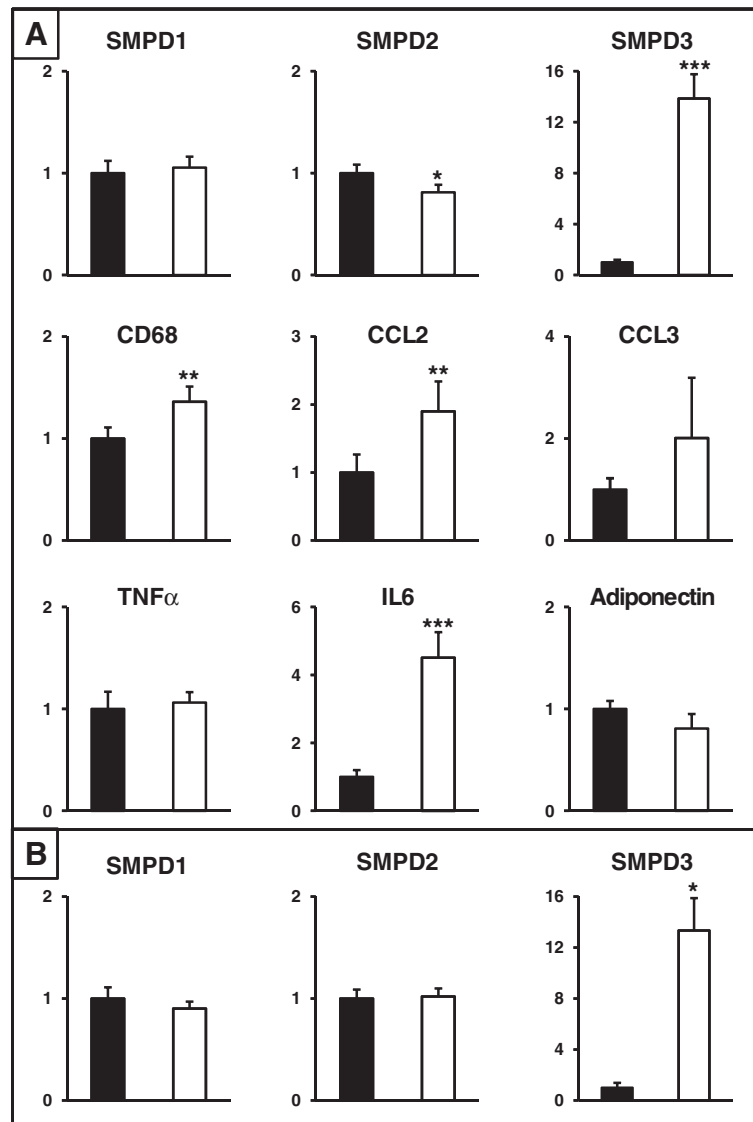 A
SMPD1 SMPD2 SMPD3
2 2 16
*** 
12
1 1 * 8
4
0 0 0
CD68 CCL2 CCL3
2 3 4
** **
2
1 2
1
0 0 0
TNFα IL6 Adiponectin
2 6 2
***
4
1 1
2
0 0 0
B
SMPD1 SMPD2 SMPD3
2 2 16
*
12
1 1 8
4
0 0 0